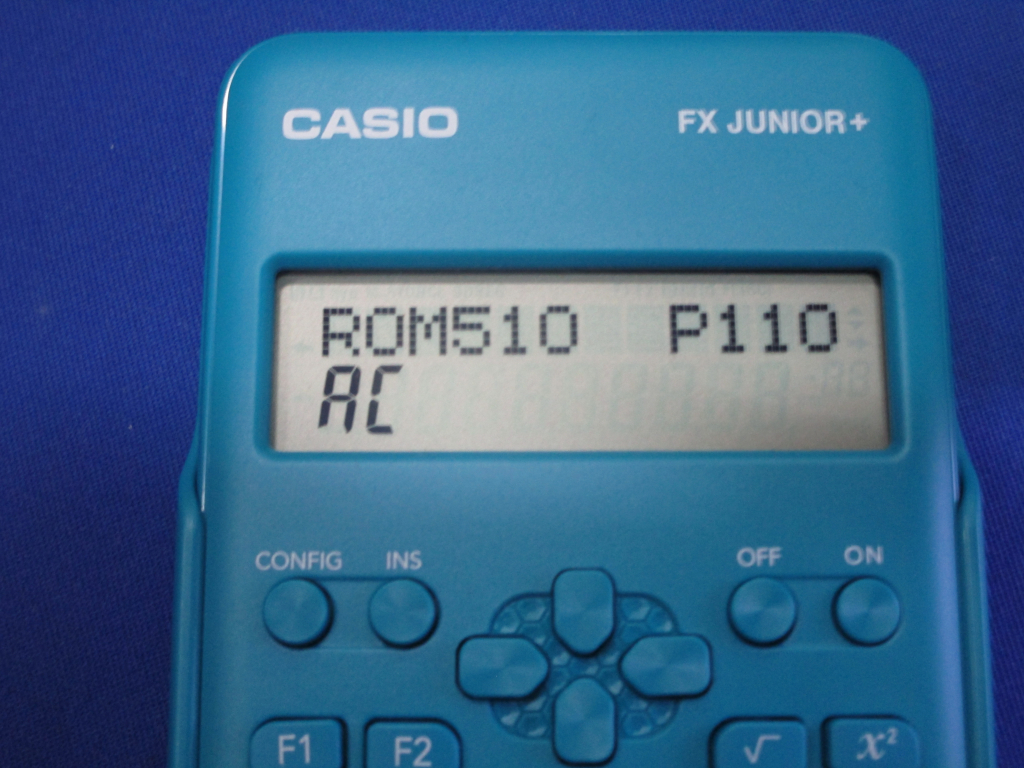 CASIO FX JUNIOR+
ROM510 P110
AC
CONFIG INS OFF ON
F1 F2 √ x²